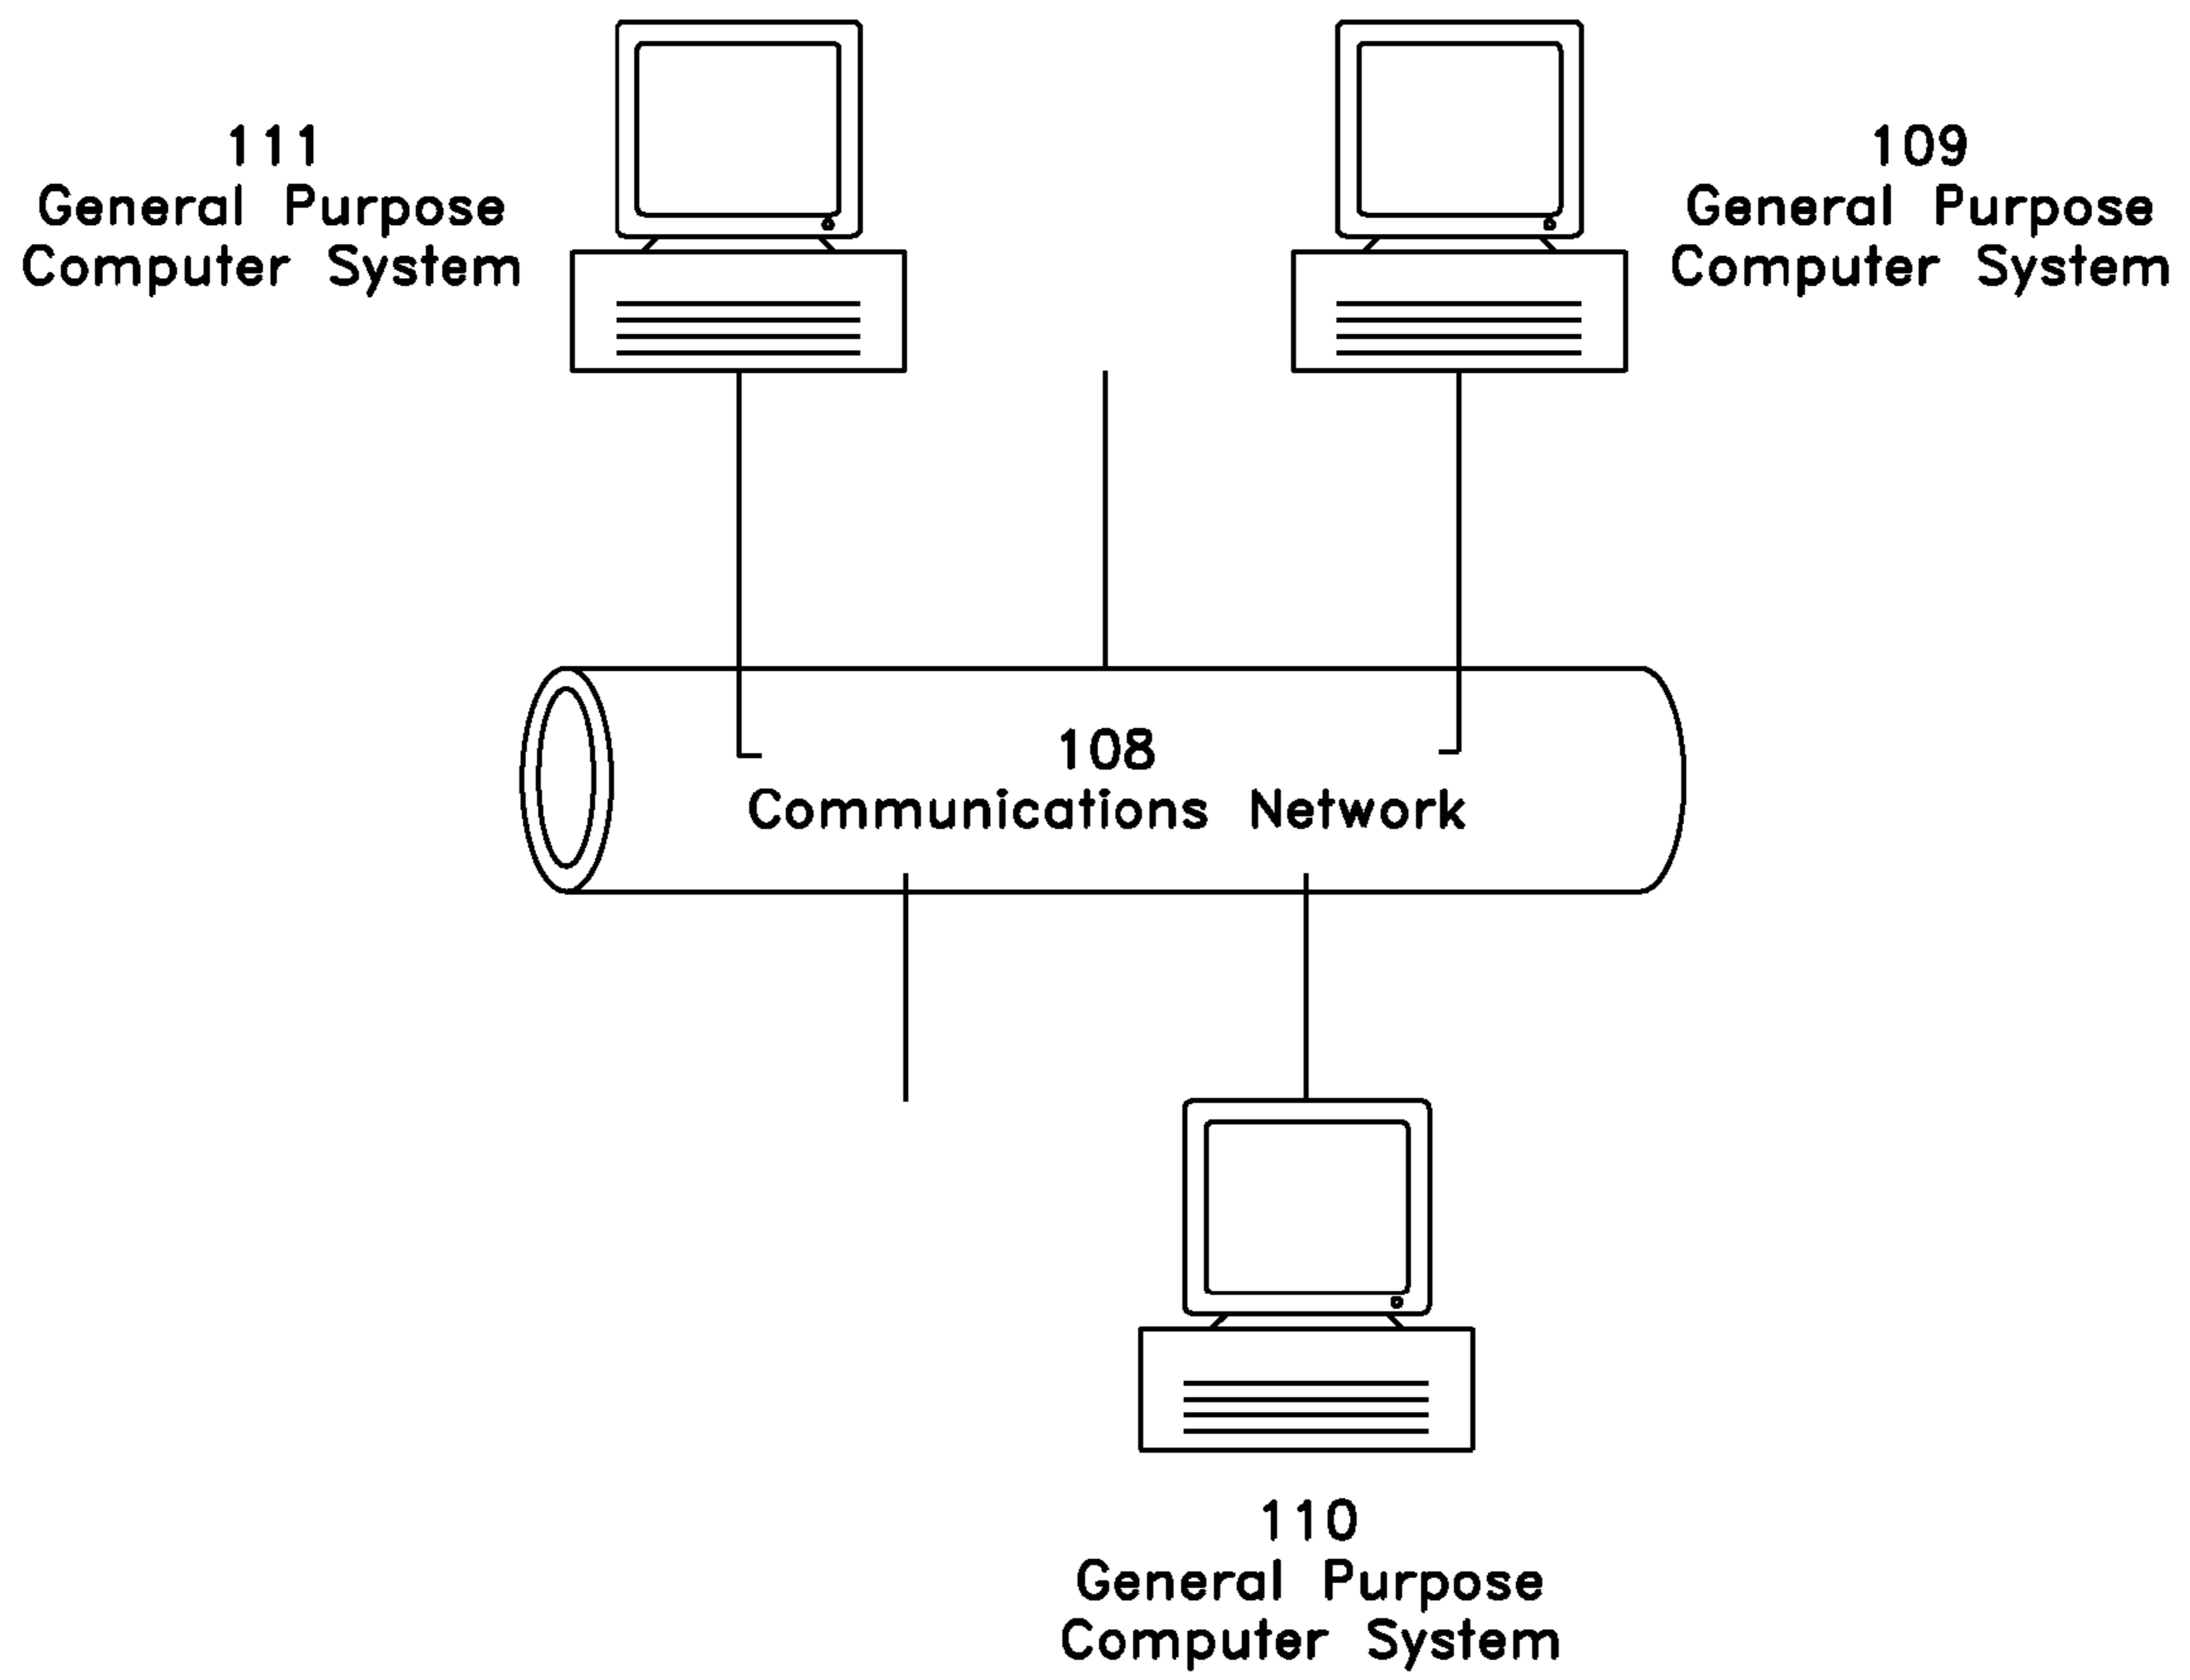 111
General Purpose
Computer System
109
General Purpose
Computer System
108
Communications Network
110
General Purpose
Computer System